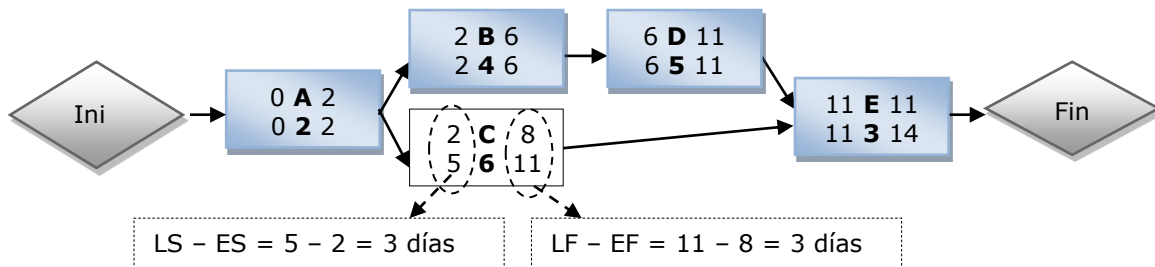 Ini
0 A 2
0 2 2
2 B 6
2 4 6
6 D 11
6 5 11
2 C 8
5 6 11
11 E 11
11 3 14
Fin
LS – ES = 5 – 2 = 3 días
LF – EF = 11 – 8 = 3 días